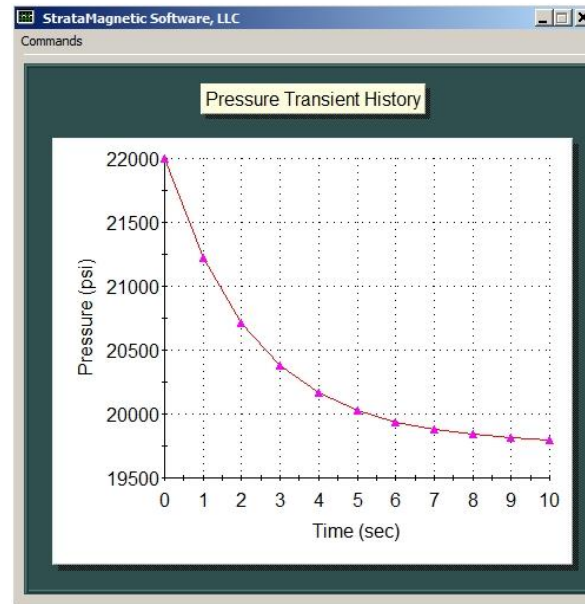 StrataMagnetic Software, LLC
Commands
Pressure Transient History
22000
21500
21000
20500
20000
19500
Pressure (psi)
0 1 2 3 4 5 6 7 8 9 10
Time (sec)